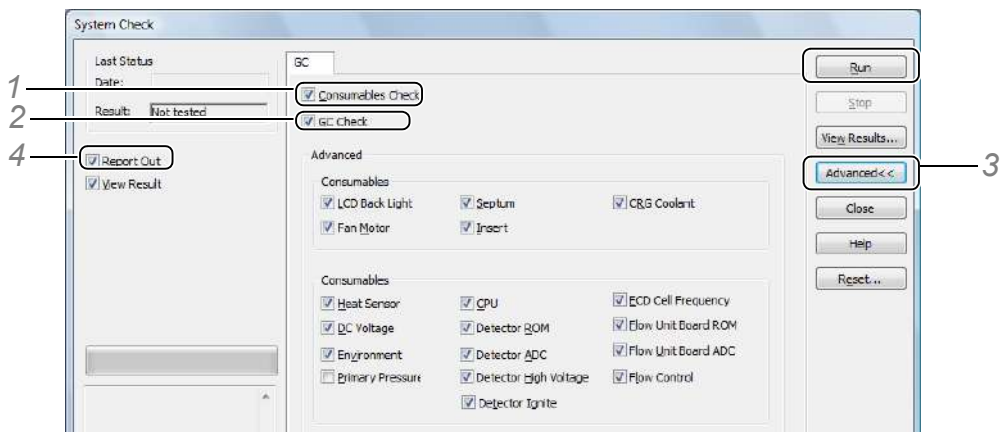 System Check
Last Status
Date:
Result: Not tested
Report Out
View Result
GC
Consumables Check
GC Check
Advanced
Consumables
LCD Back Light Septum CRG Coolant
Fan Motor Insert
Consumables
Heat Sensor CPU ECD Cell Frequency
DC Voltage Detector ROM Flow Unit Board ROM
Environment Detector ADC Flow Unit Board ADC
Primary Pressure Detector High Voltage Flow Control
Detector Ignite
Run
Stop
View Results...
Advanced<<
Close
Help
Reset...
1
2
4
3